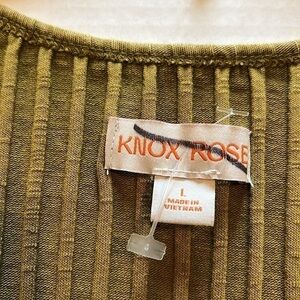 KNOX ROSE
L
MADE IN
VIETNAM